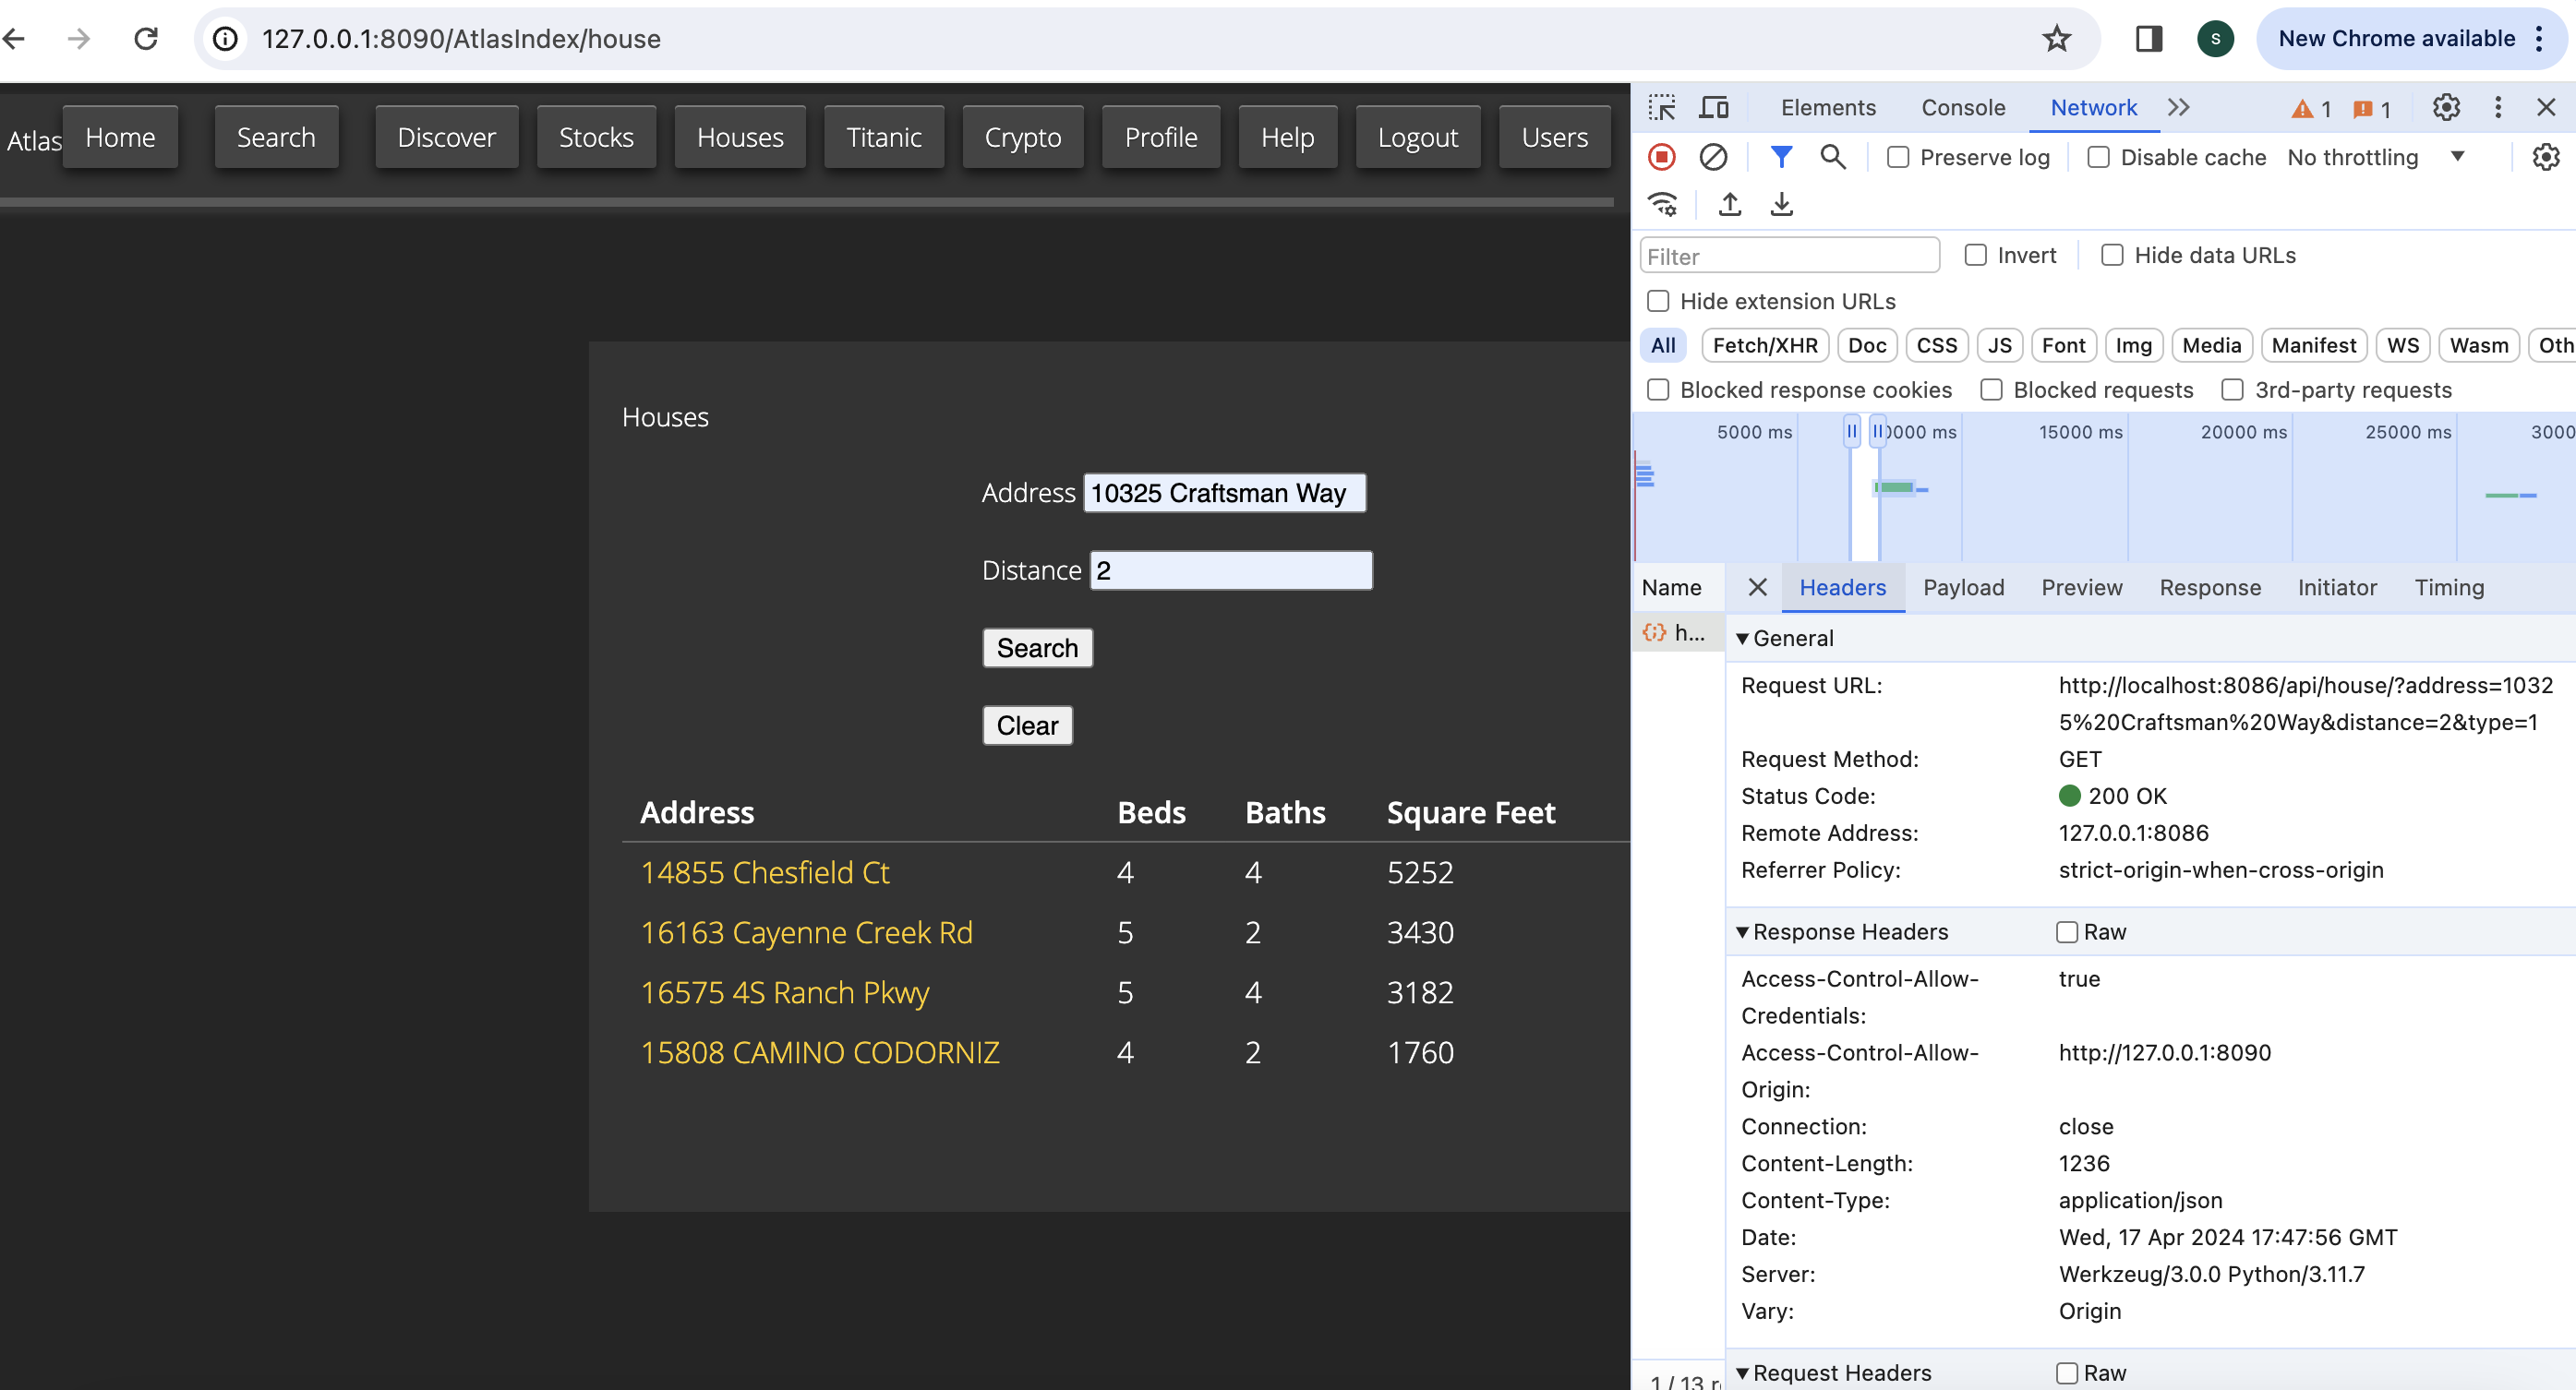 127.0.0.1:8090/AtlasIndex/house
S
New Chrome available
Atlas Home Search Discover Stocks Houses Titanic Crypto Profile Help Logout Users
Houses
Address 10325 Craftsman Way
Distance 2
Search
Clear
Address Beds Baths Square Feet
14855 Chesfield Ct 4 4 5252
16163 Cayenne Creek Rd 5 2 3430
16575 4S Ranch Pkwy 5 4 3182
15808 CAMINO CODORNIZ 4 2 1760
Elements Console Network 1 1
Preserve log Disable cache No throttling
Filter Invert Hide data URLs
Hide extension URLs
All Fetch/XHR Doc CSS JS Font Img Media Manifest WS Wasm Oth
Blocked response cookies Blocked requests 3rd-party requests
5000 ms 0000 ms 15000 ms 20000 ms 25000 ms 3000
Name Headers Payload Preview Response Initiator Timing
h...
General
Request URL: http://localhost:8086/api/house/?address=1032
5%20Craftsman%20Way&distance=2&type=1
Request Method: GET
Status Code: 200 OK
Remote Address: 127.0.0.1:8086
Referrer Policy: strict-origin-when-cross-origin
Response Headers Raw
Access-Control-Allow- true
Credentials:
Access-Control-Allow- http://127.0.0.1:8090
Origin:
Connection: close
Content-Length: 1236
Content-Type: application/json
Date: Wed, 17 Apr 2024 17:47:56 GMT
Server: Werkzeug/3.0.0 Python/3.11.7
Vary: Origin
Request Headers Raw
1 / 13